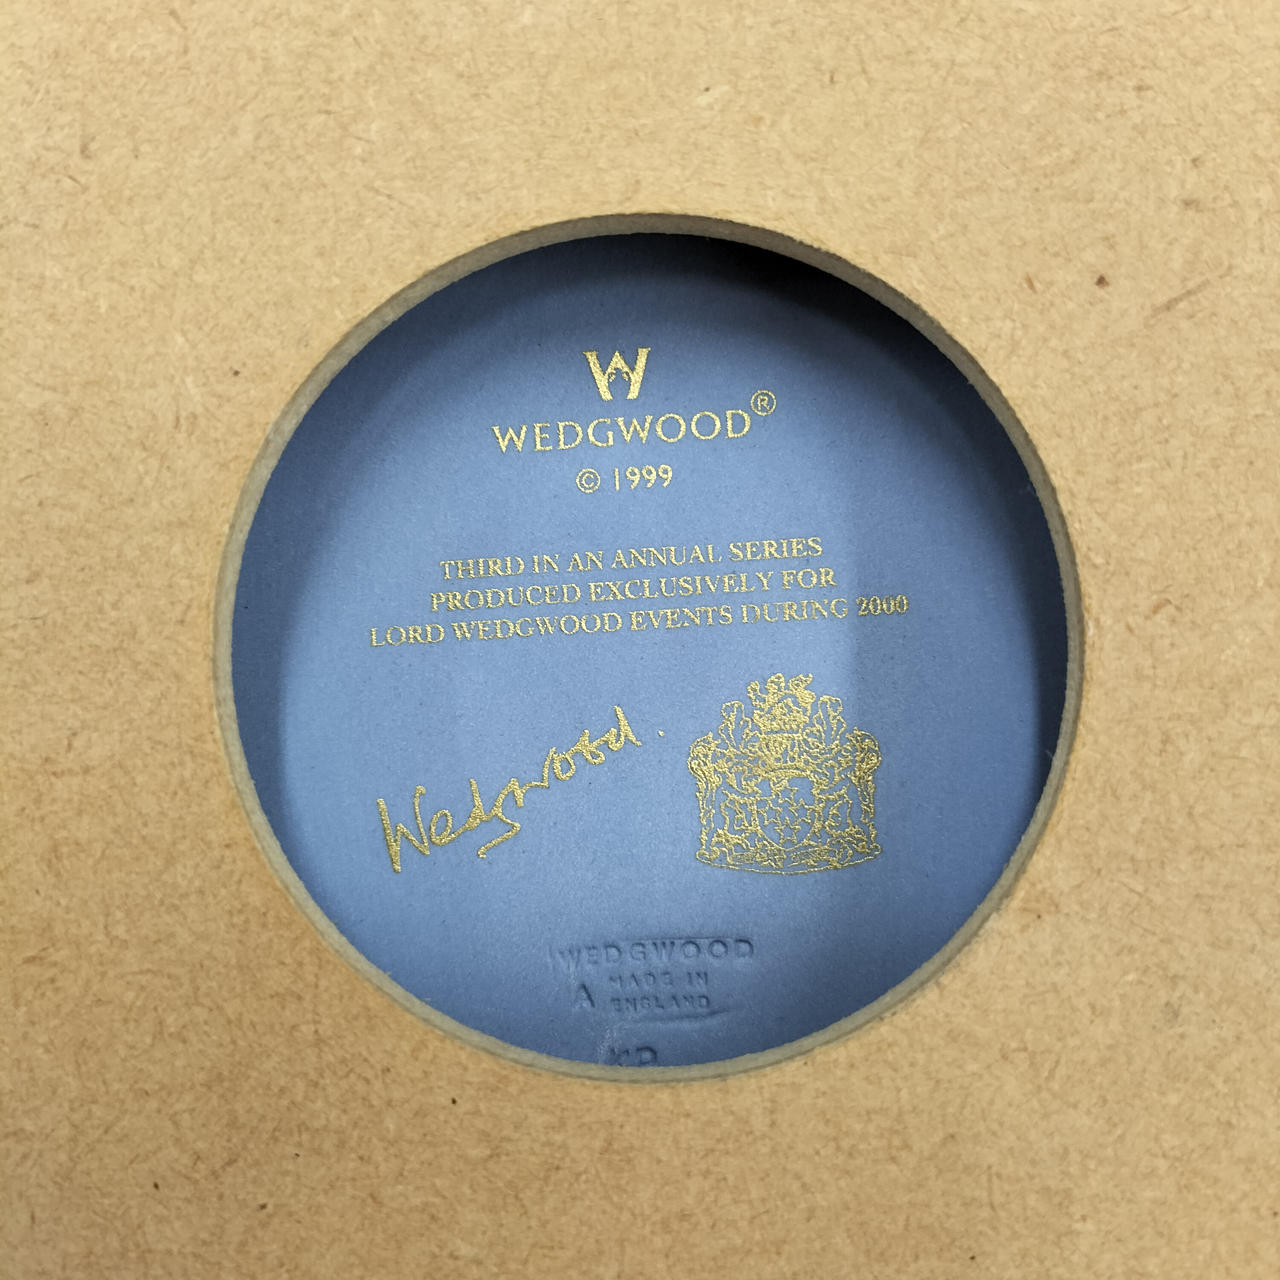 W
WEDGWOOD®
© 1999
THIRD IN AN ANNUAL SERIES
PRODUCED EXCLUSIVELY FOR
LORD WEDGWOOD EVENTS DURING 2000
Wedgwood.
WEDGWOOD
MADE IN
A ENGLAND